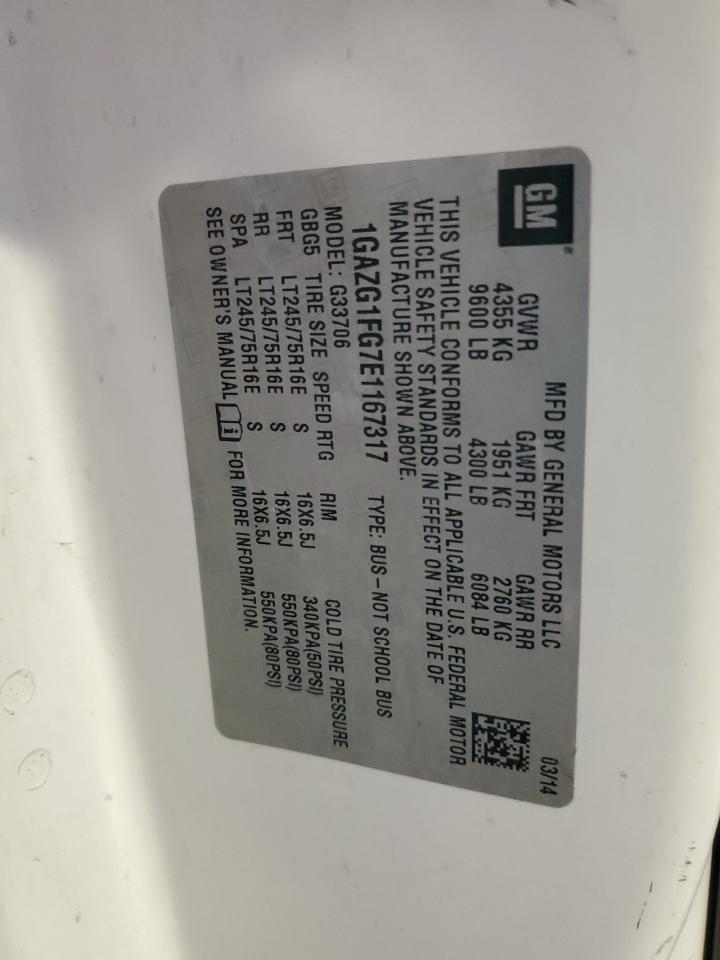 GM®
MFD BY GENERAL MOTORS LLC 03/14
GVWR GAWR FRT GAWR RR
4355 KG 1951 KG 2760 KG
9600 LB 4300 LB 6084 LB
THIS VEHICLE CONFORMS TO ALL APPLICABLE U.S. FEDERAL MOTOR
VEHICLE SAFETY STANDARDS IN EFFECT ON THE DATE OF
MANUFACTURE SHOWN ABOVE.
1GAZG1FG7E1167317 TYPE: BUS–NOT SCHOOL BUS
MODEL: G33706
GBG5 TIRE SIZE SPEED RTG RIM COLD TIRE PRESSURE
FRT LT245/75R16E S 16X6.5J 340KPA(50PSI)
RR LT245/75R16E S 16X6.5J 550KPA(80PSI)
SPA LT245/75R16E S 16X6.5J 550KPA(80PSI)
SEE OWNER'S MANUAL i FOR MORE INFORMATION.